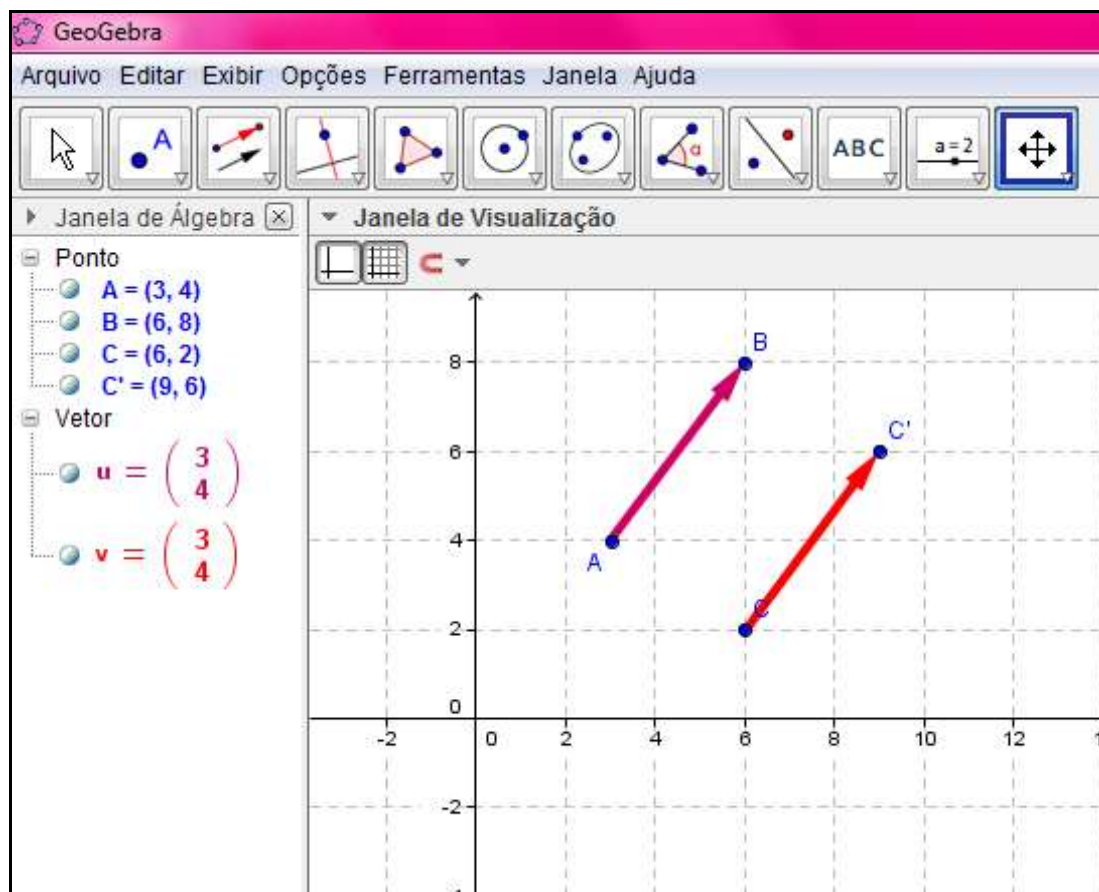 GeoGebra
Arquivo Editar Exibir Opções Ferramentas Janela Ajuda
A
α
ABC
a=2
Janela de Álgebra
Janela de Visualização
Ponto
A = (3, 4)
B = (6, 8)
C = (6, 2)
C' = (9, 6)
Vetor
u = ( 3
4 )
v = ( 3
4 )
B
8
C'
6
4
A
C
2
0
-2 0 2 4 6 8 10 12
-2